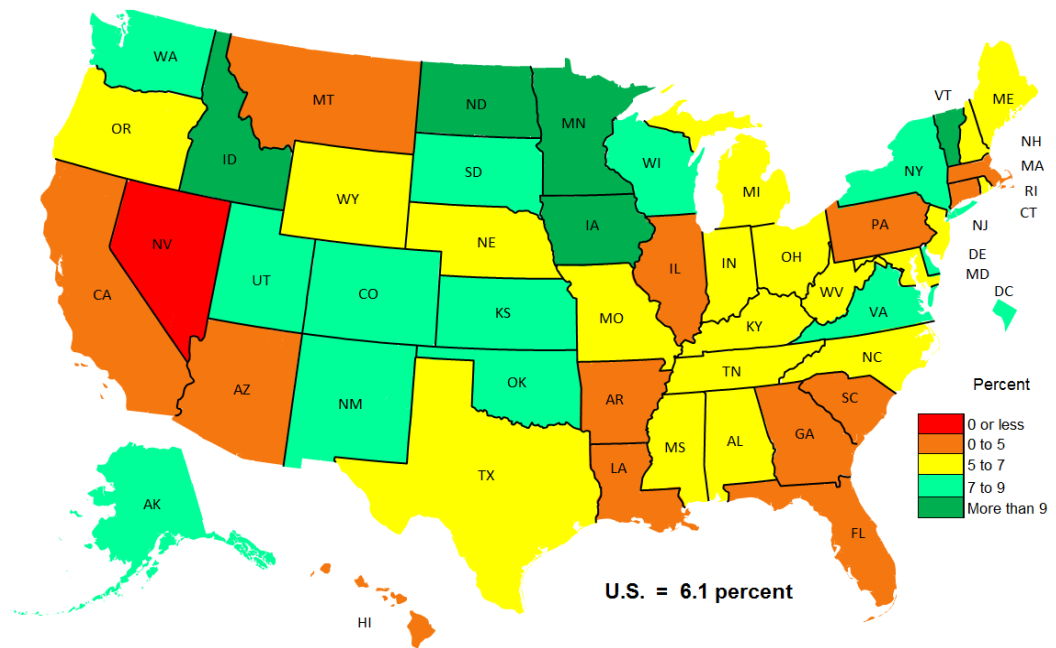 WA
MT
ND
MN
VT
ME
OR
ID
SD
WI
NY
NH
MA
MI
RI
WY
CT
IA
NE
PA
NJ
NV
IL
IN
OH
DE
UT
CO
MD
CA
WV
DC
KS
MO
VA
KY
NC
TN
AZ
NM
OK
AR
SC
GA
MS
AL
LA
TX
AK
FL
HI
Percent
0 or less
0 to 5
5 to 7
7 to 9
More than 9
U.S. = 6.1 percent